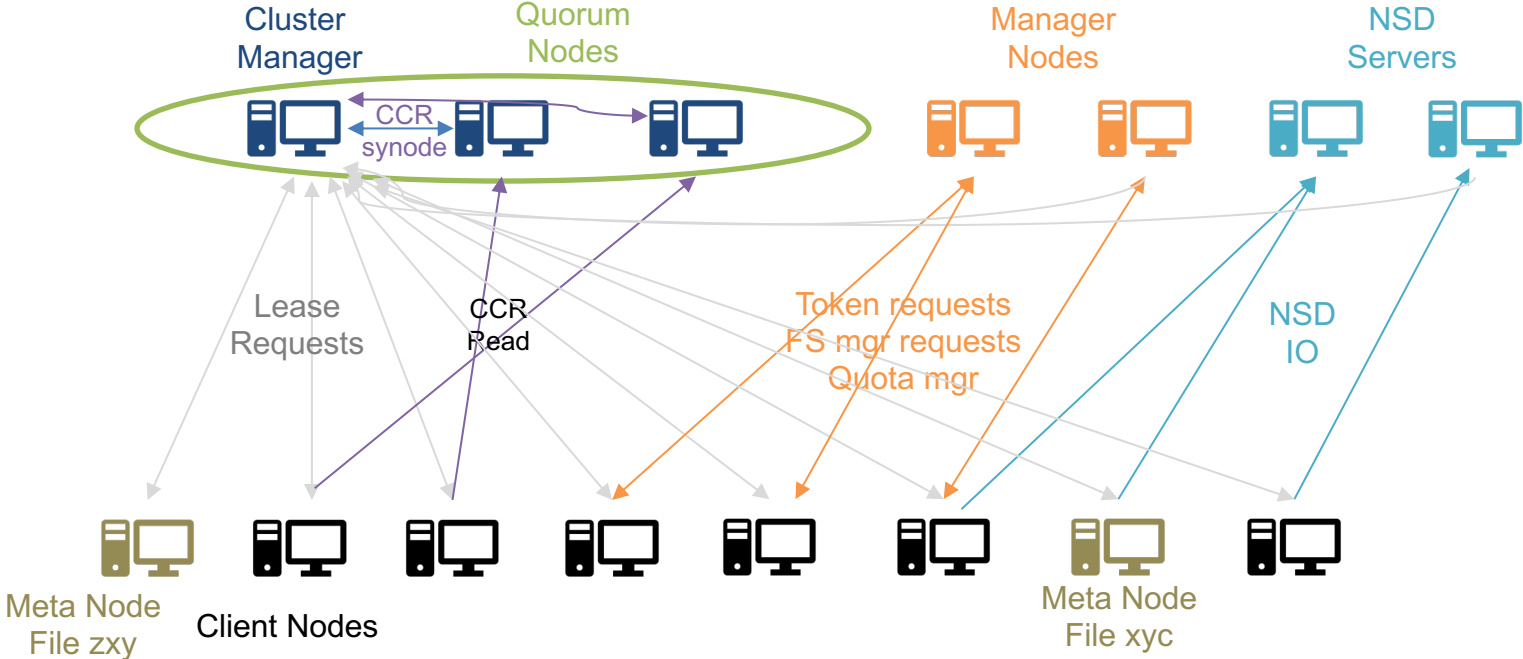 Cluster
Manager
Quorum
Nodes
Manager
Nodes
NSD
Servers
CCR
synode
Lease
Requests
CCR
Read
Token requests
FS mgr requests
Quota mgr
NSD
IO
Meta Node
File zxy
Client Nodes
Meta Node
File xyc